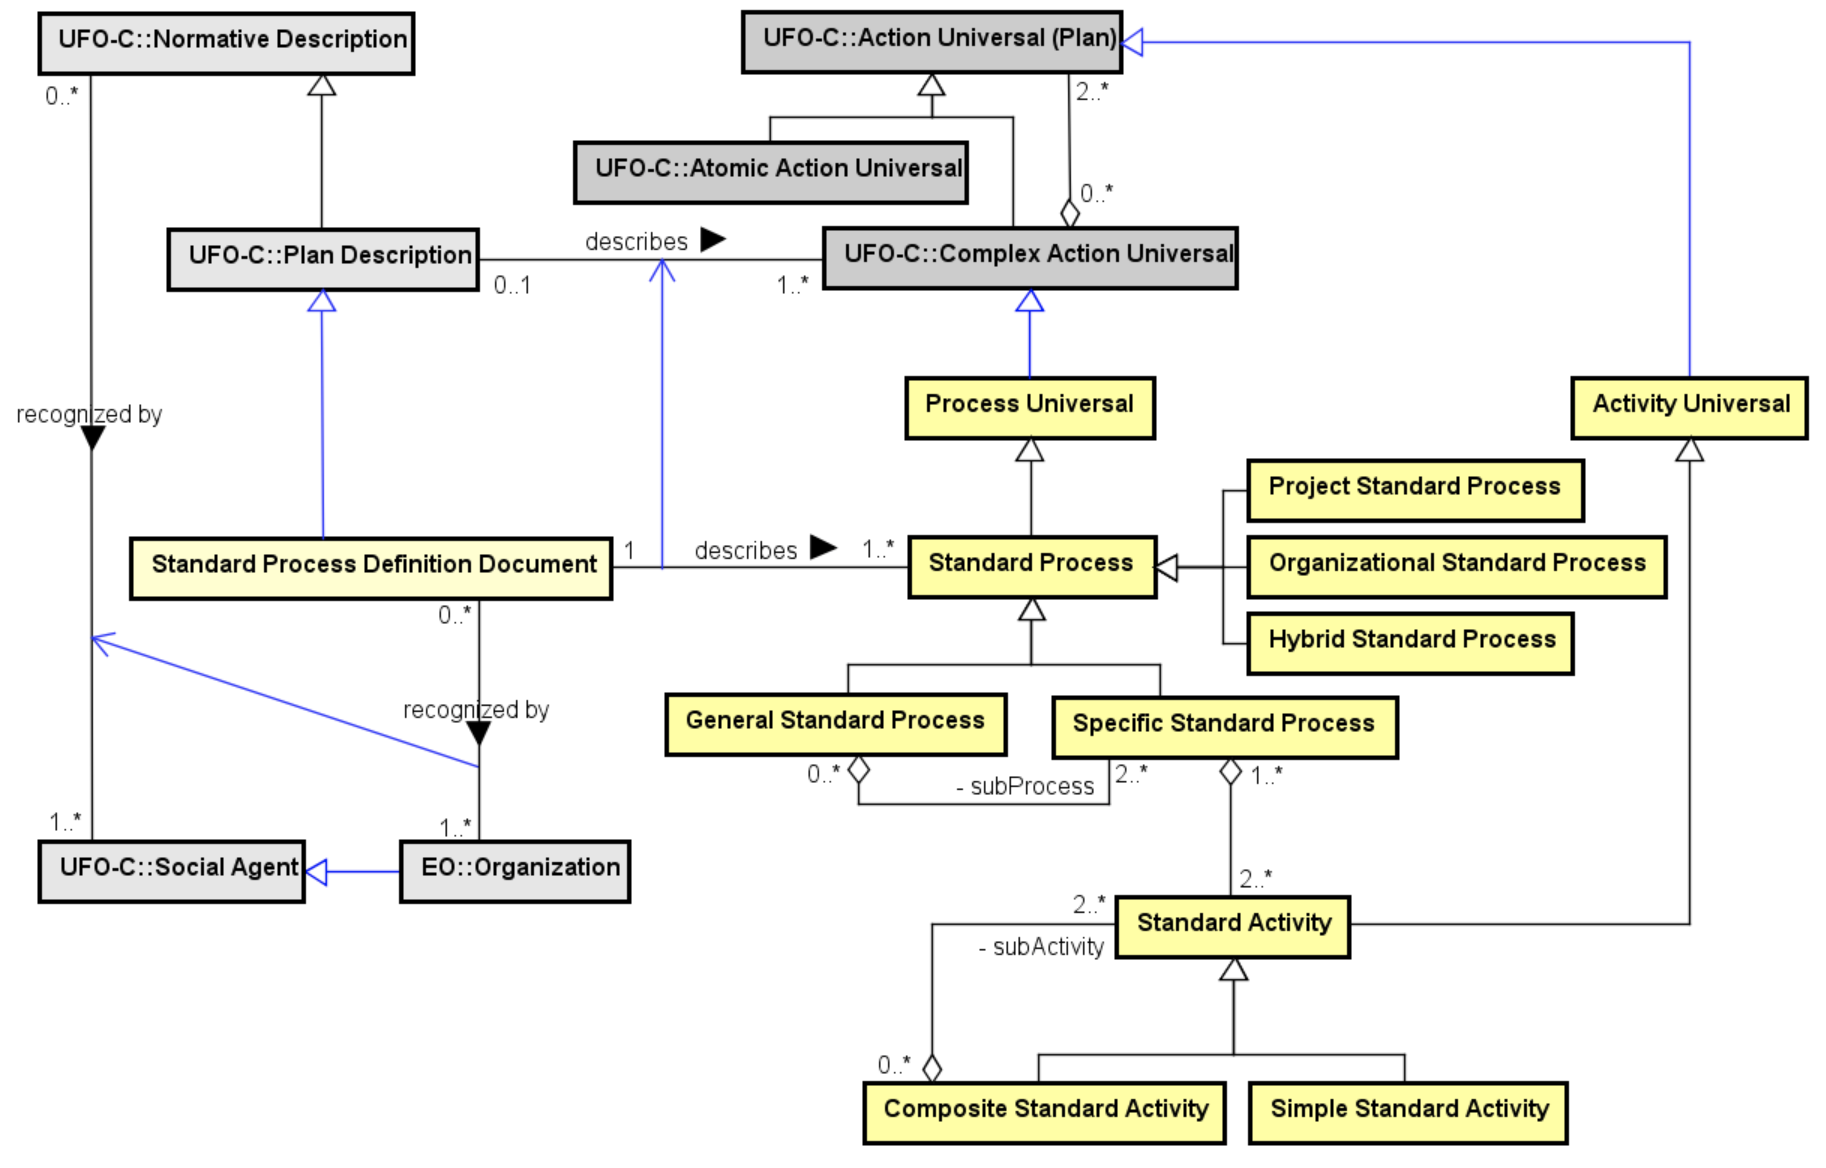 UFO-C::Normative Description
UFO-C::Action Universal (Plan)
0..*
2..*
UFO-C::Atomic Action Universal
0..*
UFO-C::Plan Description
describes
UFO-C::Complex Action Universal
0..1
1..*
Process Universal
Activity Universal
recognized by
Project Standard Process
Standard Process Definition Document
1
describes
1..*
Standard Process
Organizational Standard Process
0..*
Hybrid Standard Process
recognized by
General Standard Process
Specific Standard Process
0..*
- subProcess
2..*
1..*
1..*
1..*
UFO-C::Social Agent
EO::Organization
2..*
2..*
Standard Activity
- subActivity
0..*
Composite Standard Activity
Simple Standard Activity